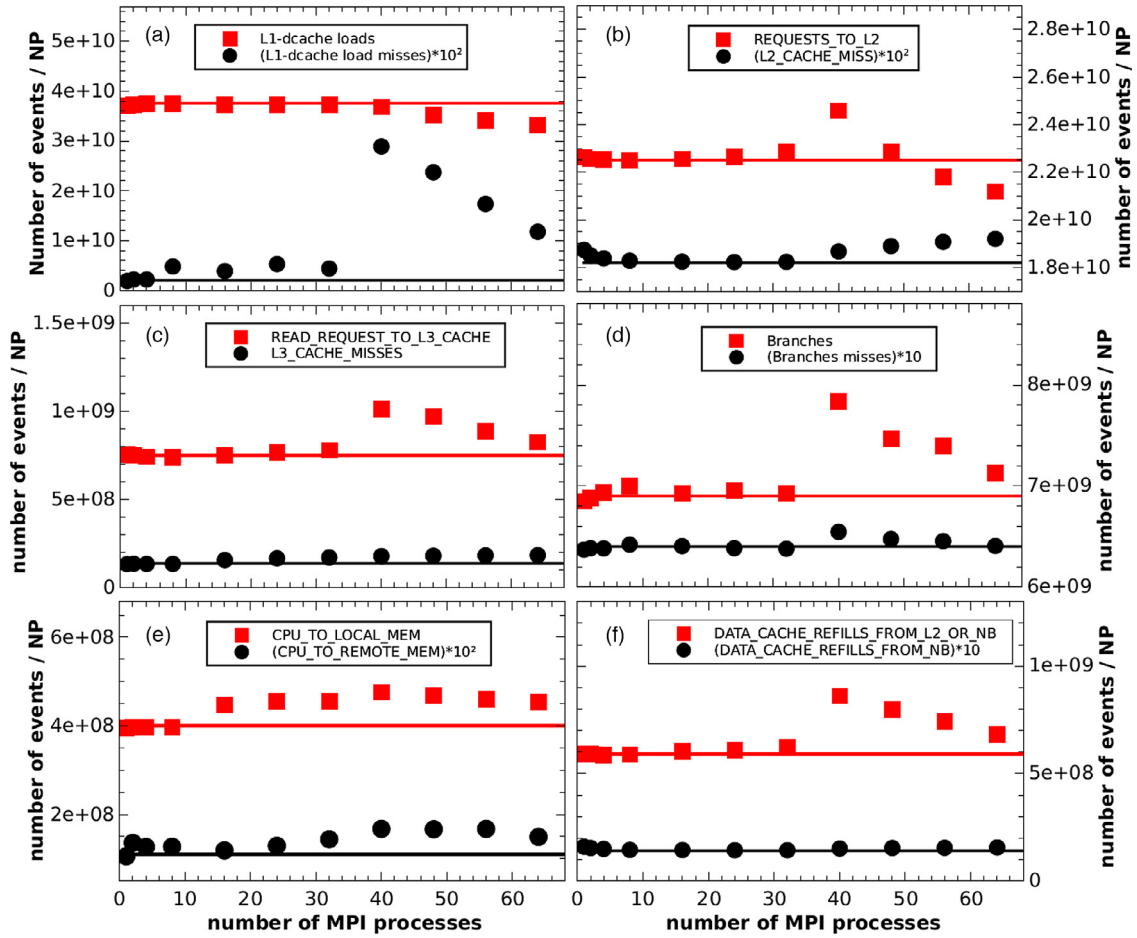 (a)
L1-dcache loads
(L1-dcache load misses)*10²
5e+10
4e+10
3e+10
2e+10
1e+10
0
Number of events / NP
(b)
REQUESTS_TO_L2
(L2_CACHE_MISS)*10²
2.8e+10
2.6e+10
2.4e+10
2.2e+10
2e+10
1.8e+10
number of events / NP
(c)
READ_REQUEST_TO_L3_CACHE
L3_CACHE_MISSES
1.5e+09
1e+09
5e+08
0
number of events / NP
(d)
Branches
(Branches misses)*10
8e+09
7e+09
6e+09
number of events / NP
(e)
CPU_TO_LOCAL_MEM
(CPU_TO_REMOTE_MEM)*10²
6e+08
4e+08
2e+08
number of events / NP
0 10 20 30 40 50 60
number of MPI processes
(f)
DATA_CACHE_REFILLS_FROM_L2_OR_NB
(DATA_CACHE_REFILLS_FROM_NB)*10
1e+09
5e+08
0
number of events / NP
0 10 20 30 40 50 60
number of MPI processes